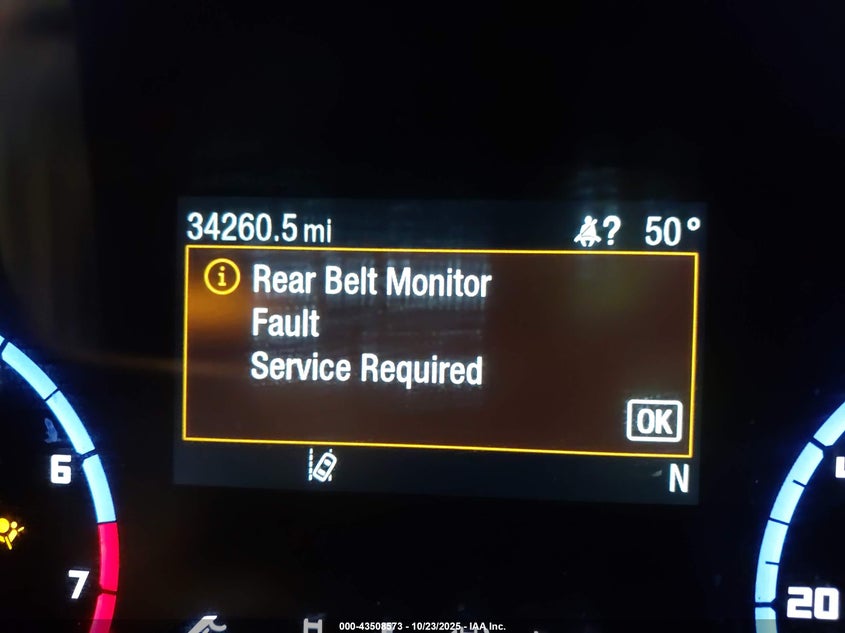 34260.5 mi ? 50°
Rear Belt Monitor
Fault
Service Required
OK
N
6
7
20
000-43508573 - 10/23/2025 - IAA Inc.